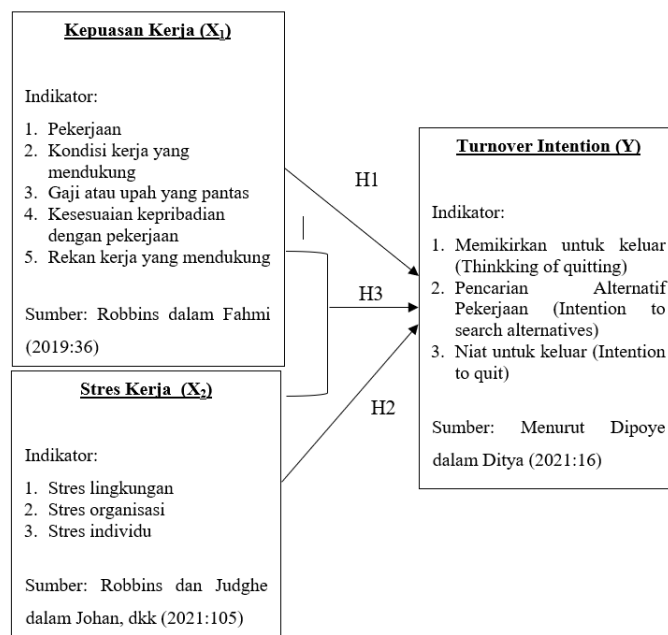 Kepuasan Kerja (X₁)
Indikator:
1. Pekerjaan
2. Kondisi kerja yang
mendukung
3. Gaji atau upah yang pantas
4. Kesesuaian kepribadian
dengan pekerjaan
5. Rekan kerja yang mendukung
Sumber: Robbins dalam Fahmi
(2019:36)
Stres Kerja (X₂)
Indikator:
1. Stres lingkungan
2. Stres organisasi
3. Stres individu
Sumber: Robbins dan Judghe
dalam Johan, dkk (2021:105)
H1
H3
H2
Turnover Intention (Y)
Indikator:
1. Memikirkan untuk keluar
(Thinkking of quitting)
2. Pencarian Alternatif
Pekerjaan (Intention to
search alternatives)
3. Niat untuk keluar (Intention
to quit)
Sumber: Menurut Dipoye
dalam Ditya (2021:16)